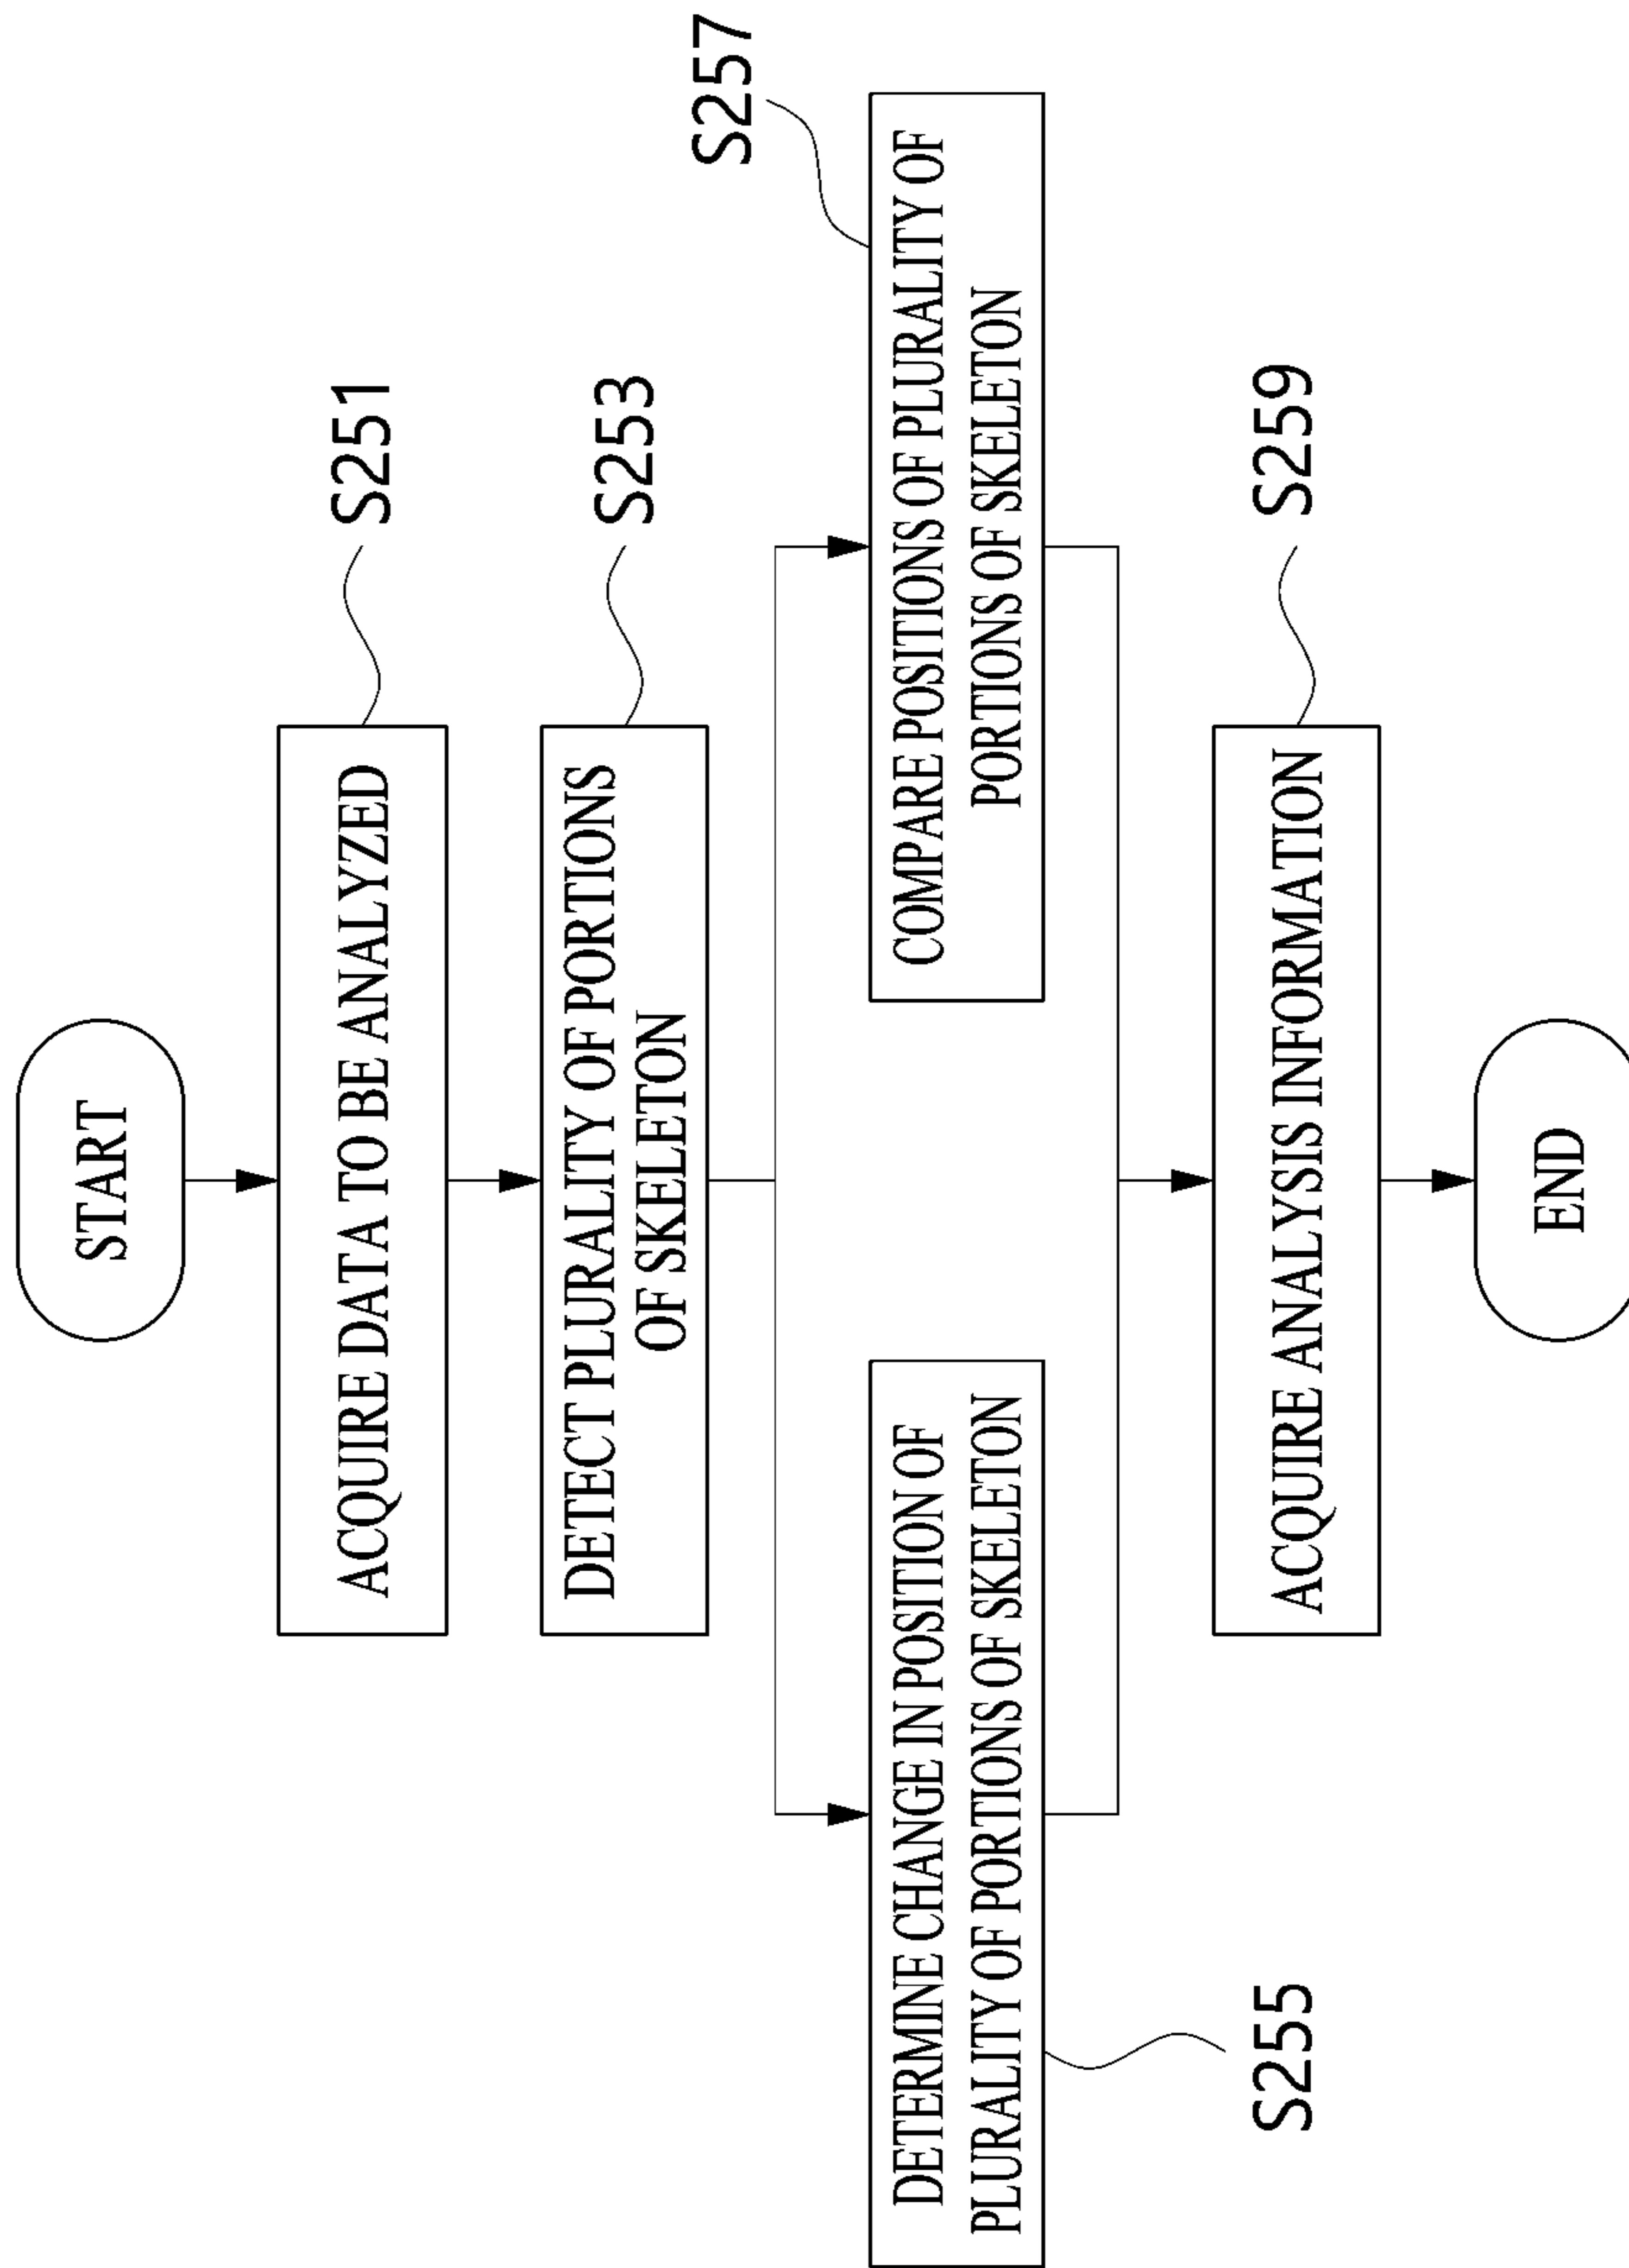 START
ACQUIRE DATA TO BE ANALYZED
S251
DETECT PLURALITY OF PORTIONS
OF SKELETON
S253
DETERMINE CHANGE IN POSITION OF
PLURALITY OF PORTIONS OF SKELETON
S255
COMPARE POSITIONS OF PLURALITY OF
PORTIONS OF SKELETON
S257
ACQUIRE ANALYSIS INFORMATION
S259
END